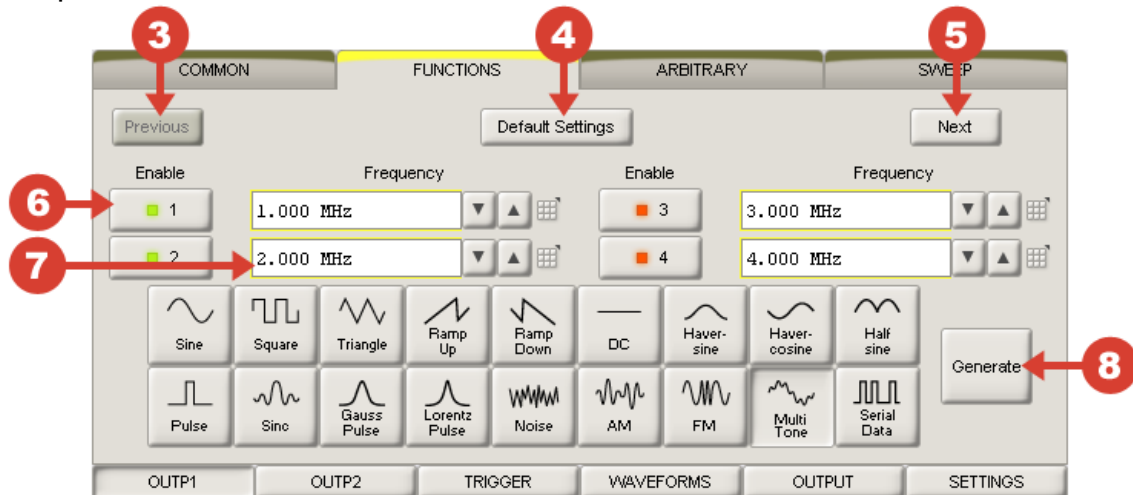 3 4 5
COMMON FUNCTIONS ARBITRARY SWEEP
Previous Default Settings Next
Enable Frequency Enable Frequency
6 1 1.000 MHz 3 3.000 MHz
7 2 2.000 MHz 4 4.000 MHz
Sine Square Triangle Ramp Up Ramp Down DC Haver-sine Haver-cosine Half sine
Generate 8
Pulse Sinc Gauss Pulse Lorentz Pulse Noise AM FM Multi Tone Serial Data
OUTP1 OUTP2 TRIGGER WAVEFORMS OUTPUT SETTINGS